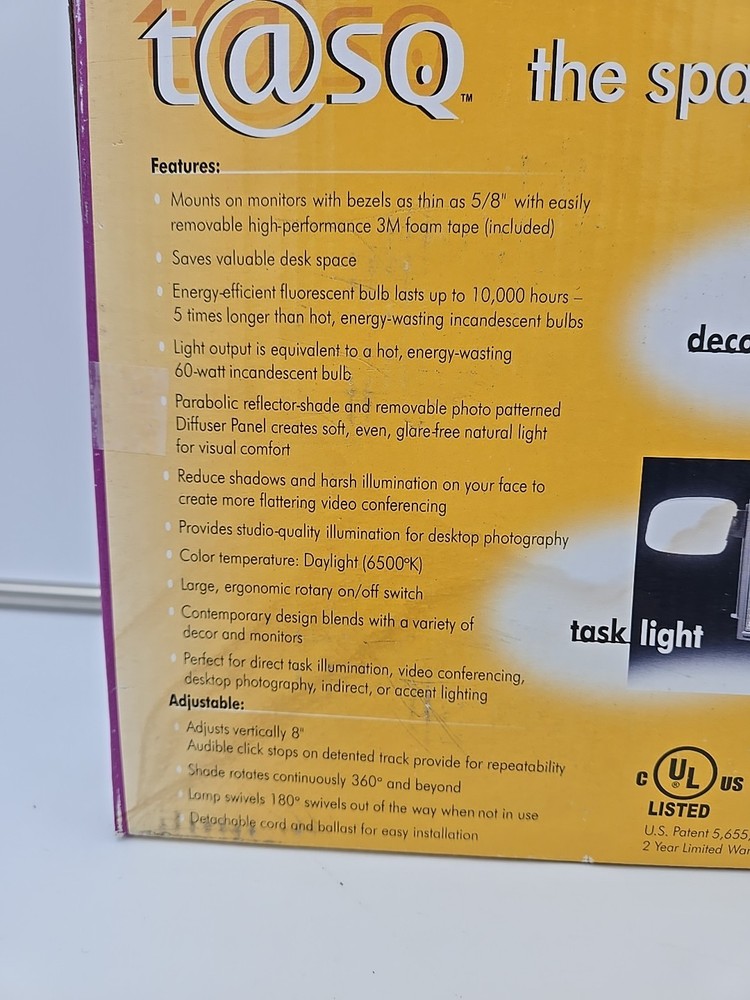 t@sQ™ the spa
Features:
• Mounts on monitors with bezels as thin as 5/8" with easily
removable high-performance 3M foam tape (included)
• Saves valuable desk space
• Energy-efficient fluorescent bulb lasts up to 10,000 hours –
5 times longer than hot, energy-wasting incandescent bulbs
• Light output is equivalent to a hot, energy-wasting
60-watt incandescent bulb
• Parabolic reflector-shade and removable photo patterned
Diffuser Panel creates soft, even, glare-free natural light
for visual comfort
• Reduce shadows and harsh illumination on your face to
create more flattering video conferencing
• Provides studio-quality illumination for desktop photography
• Color temperature: Daylight (6500ºK)
• Large, ergonomic rotary on/off switch
• Contemporary design blends with a variety of
decor and monitors
• Perfect for direct task illumination, video conferencing,
desktop photography, indirect, or accent lighting
Adjustable:
• Adjusts vertically 8"
Audible click stops on detented track provide for repeatability
• Shade rotates continuously 360º and beyond
• Lamp swivels 180º swivels out of the way when not in use
• Detachable cord and ballast for easy installation
deco
task light
C UL® US
LISTED
U.S. Patent 5,655,
2 Year Limited War